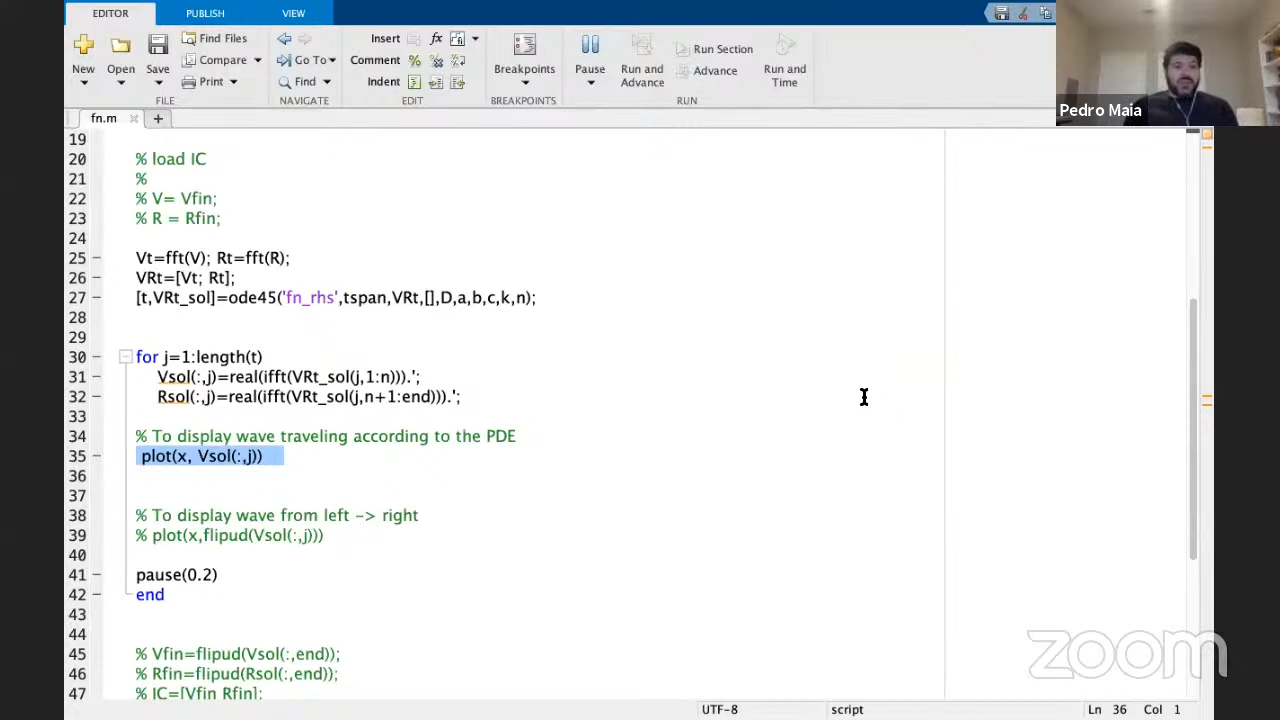 EDITOR
PUBLISH
VIEW
New
Open
Save
Find Files
Compare
Print
Go To
Find
Insert
fx
Comment
%
Indent
Breakpoints
Pause
Run and
Advance
Run Section
Advance
Run and
Time
FILE
NAVIGATE
EDIT
BREAKPOINTS
RUN
Pedro Maia
fn.m
19
20 % load IC
21 %
22 % V= Vfin;
23 % R = Rfin;
24
25 Vt=fft(V); Rt=fft(R);
26 VRt=[Vt; Rt];
27 [t,VRt_sol]=ode45('fn_rhs',tspan,VRt,[],D,a,b,c,k,n);
28
29
30 for j=1:length(t)
31 Vsol(:,j)=real(ifft(VRt_sol(j,1:n))).';
32 Rsol(:,j)=real(ifft(VRt_sol(j,n+1:end))).';
33
34 % To display wave traveling according to the PDE
35 plot(x, Vsol(:,j))
36
37
38 % To display wave from left -> right
39 % plot(x,flipud(Vsol(:,j)))
40
41 pause(0.2)
42 end
43
44
45 % Vfin=flipud(Vsol(:,end));
46 % Rfin=flipud(Rsol(:,end));
47 % IC=[Vfin Rfin];
zoom
UTF-8
script
Ln 36 Col 1